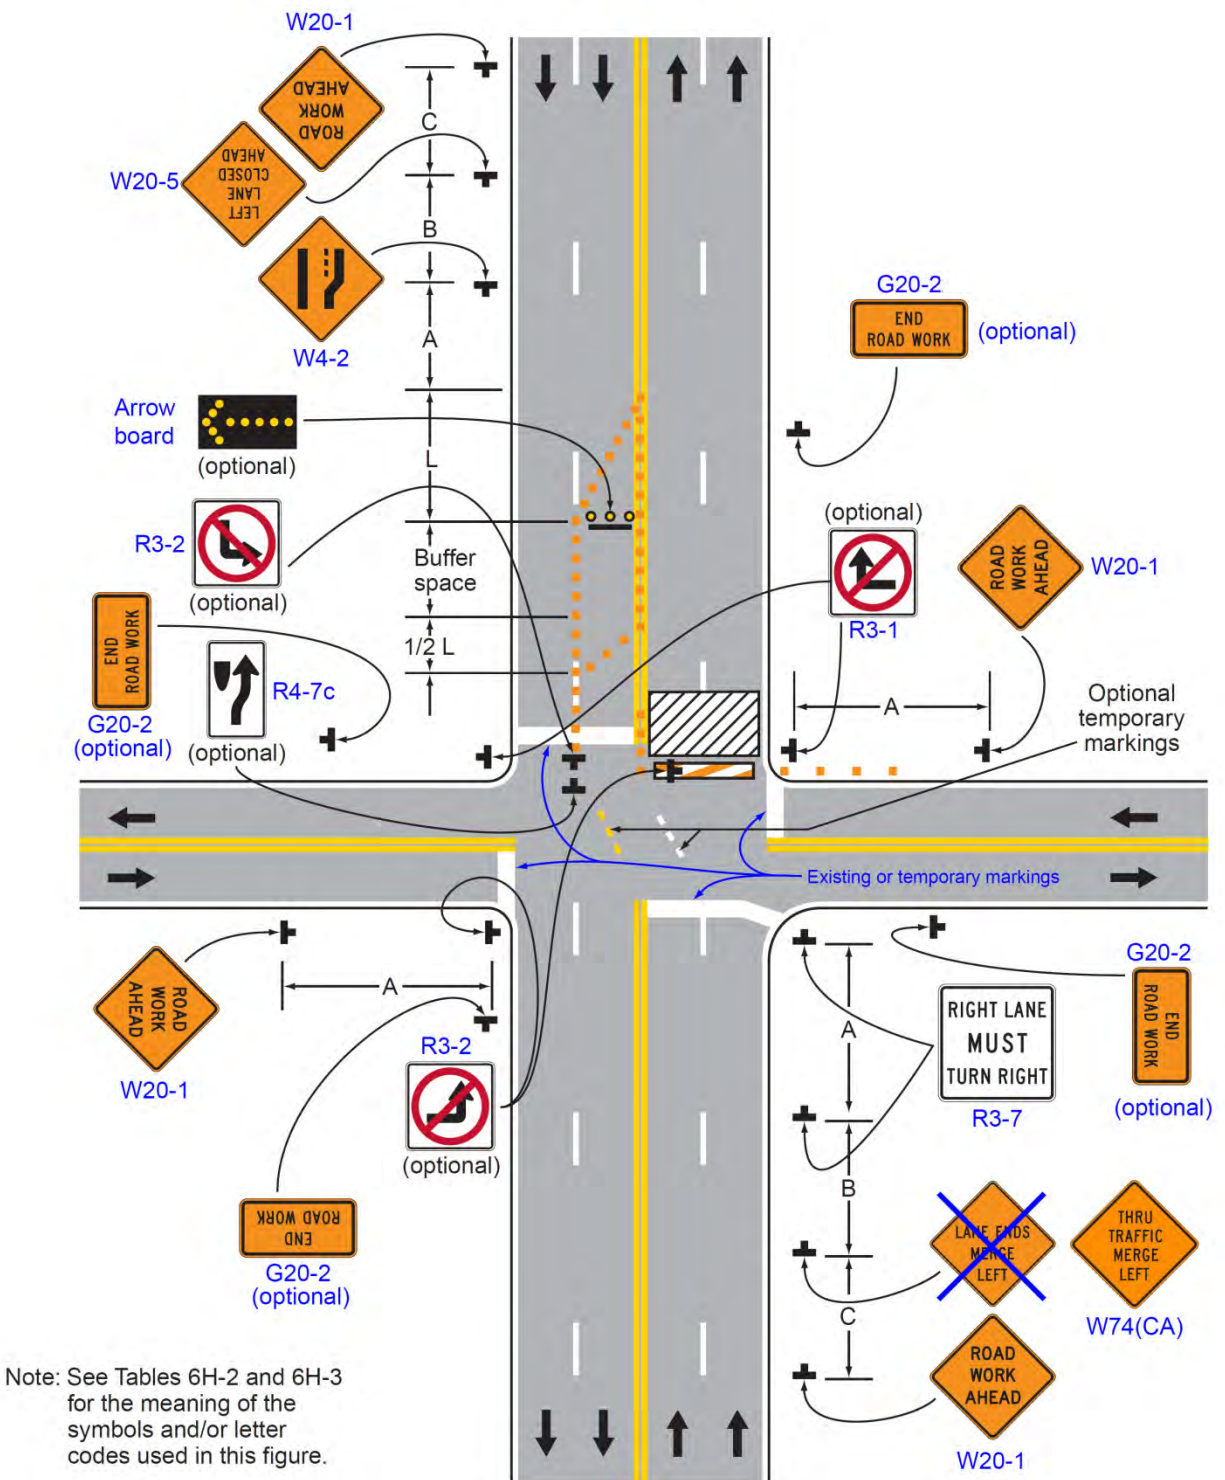 W20-1
ROAD
WORK
AHEAD
C
W20-5
LEFT
LANE
CLOSED
AHEAD
B
W4-2
A
G20-2
END
ROAD WORK
(optional)
Arrow
board
(optional)
L
R3-2
(optional)
Buffer
space
(optional)
R3-1
ROAD
WORK
AHEAD
W20-1
END
ROAD WORK
G20-2
(optional)
R4-7c
(optional)
1/2 L
A
Optional
temporary
markings
Existing or temporary markings
ROAD
WORK
AHEAD
W20-1
A
R3-2
(optional)
END
ROAD WORK
G20-2
(optional)
A
RIGHT LANE
MUST
TURN RIGHT
R3-7
G20-2
END
ROAD WORK
(optional)
B
LANE ENDS
MERGE
LEFT
THRU
TRAFFIC
MERGE
LEFT
W74(CA)
C
ROAD
WORK
AHEAD
W20-1
Note: See Tables 6H-2 and 6H-3
for the meaning of the
symbols and/or letter
codes used in this figure.